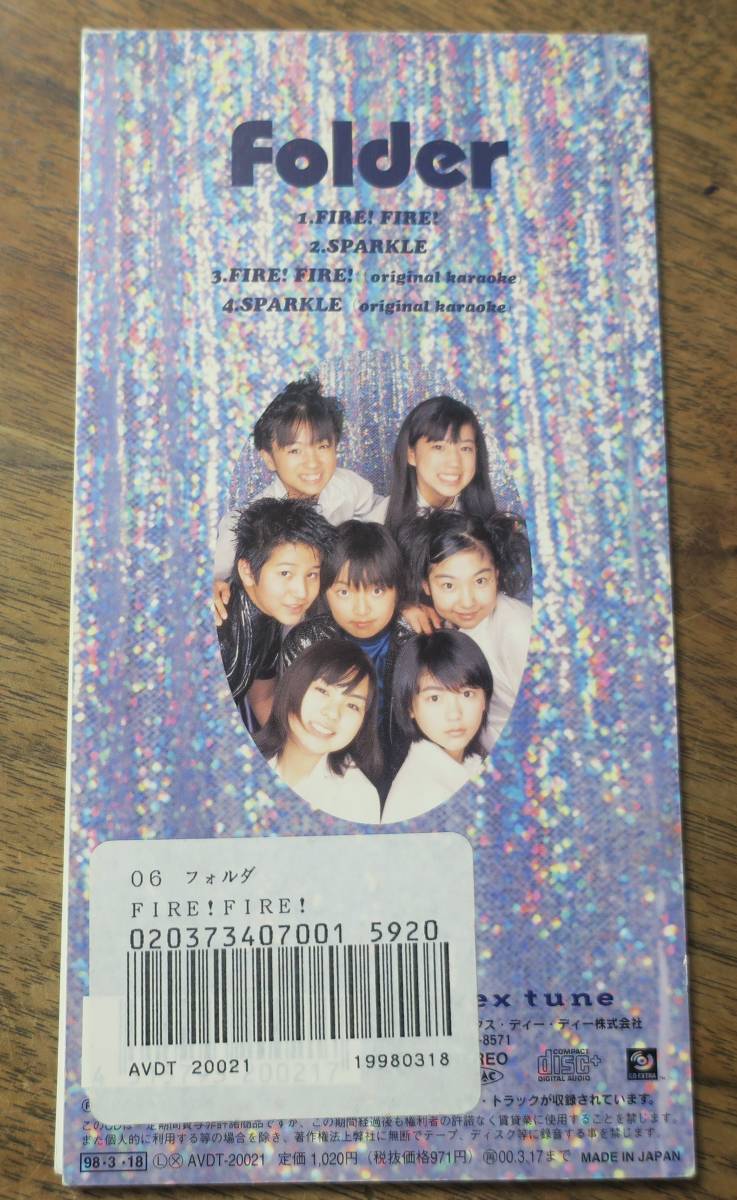 Folder
1.FIRE! FIRE!
2.SPARKLE
3.FIRE! FIRE! (original karaoke)
4.SPARKLE (original karaoke)
06 フォルダ
FIRE!FIRE!
020373407001 5920
AVDT 20021 19980318
ex tune
クス・ディー・ディー株式会社
-8571
REO
COMPACT
disc+
DIGITAL AUDIO
CD EXTRA
・トラックが収録されています。
この期間経過後も権利者の許諾なく賃貸業に使用することを禁じます。
また個人的に利用する等の場合を除き、著作権法上弊社に無断でテープ、ディスク等に録音する事を禁じます。
98・3・18 Ⓛ Ⓧ AVDT-20021 定価 1,020円 (税抜価格971円) 再 00.3.17まで MADE IN JAPAN